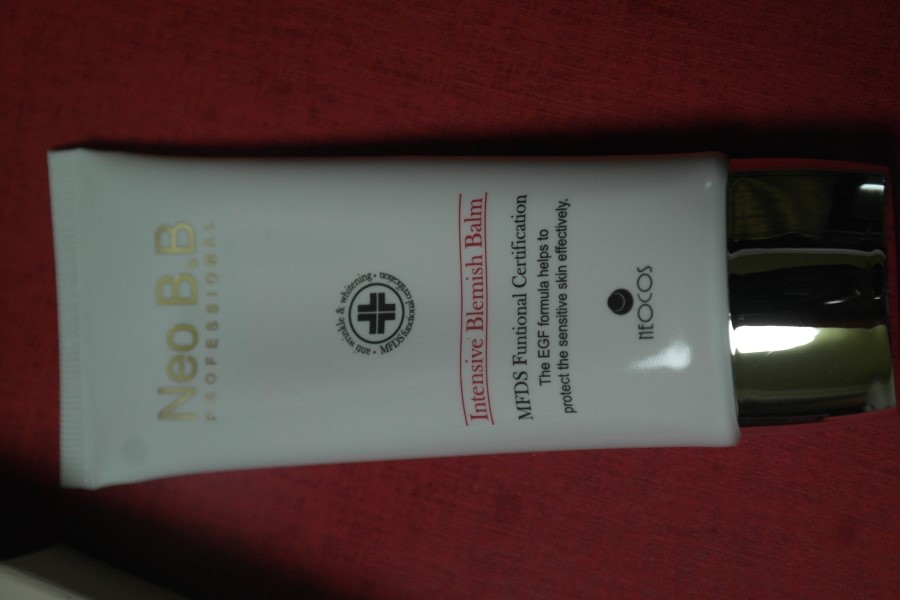 Neo B.B
PROFESSIONAL
anti wrinkle & whitening •
MFDS functional certification •
Intensive Blemish Balm
MFDS Funtional Certification
The EGF formula helps to
protect the sensitive skin effectively.
NEOCOS